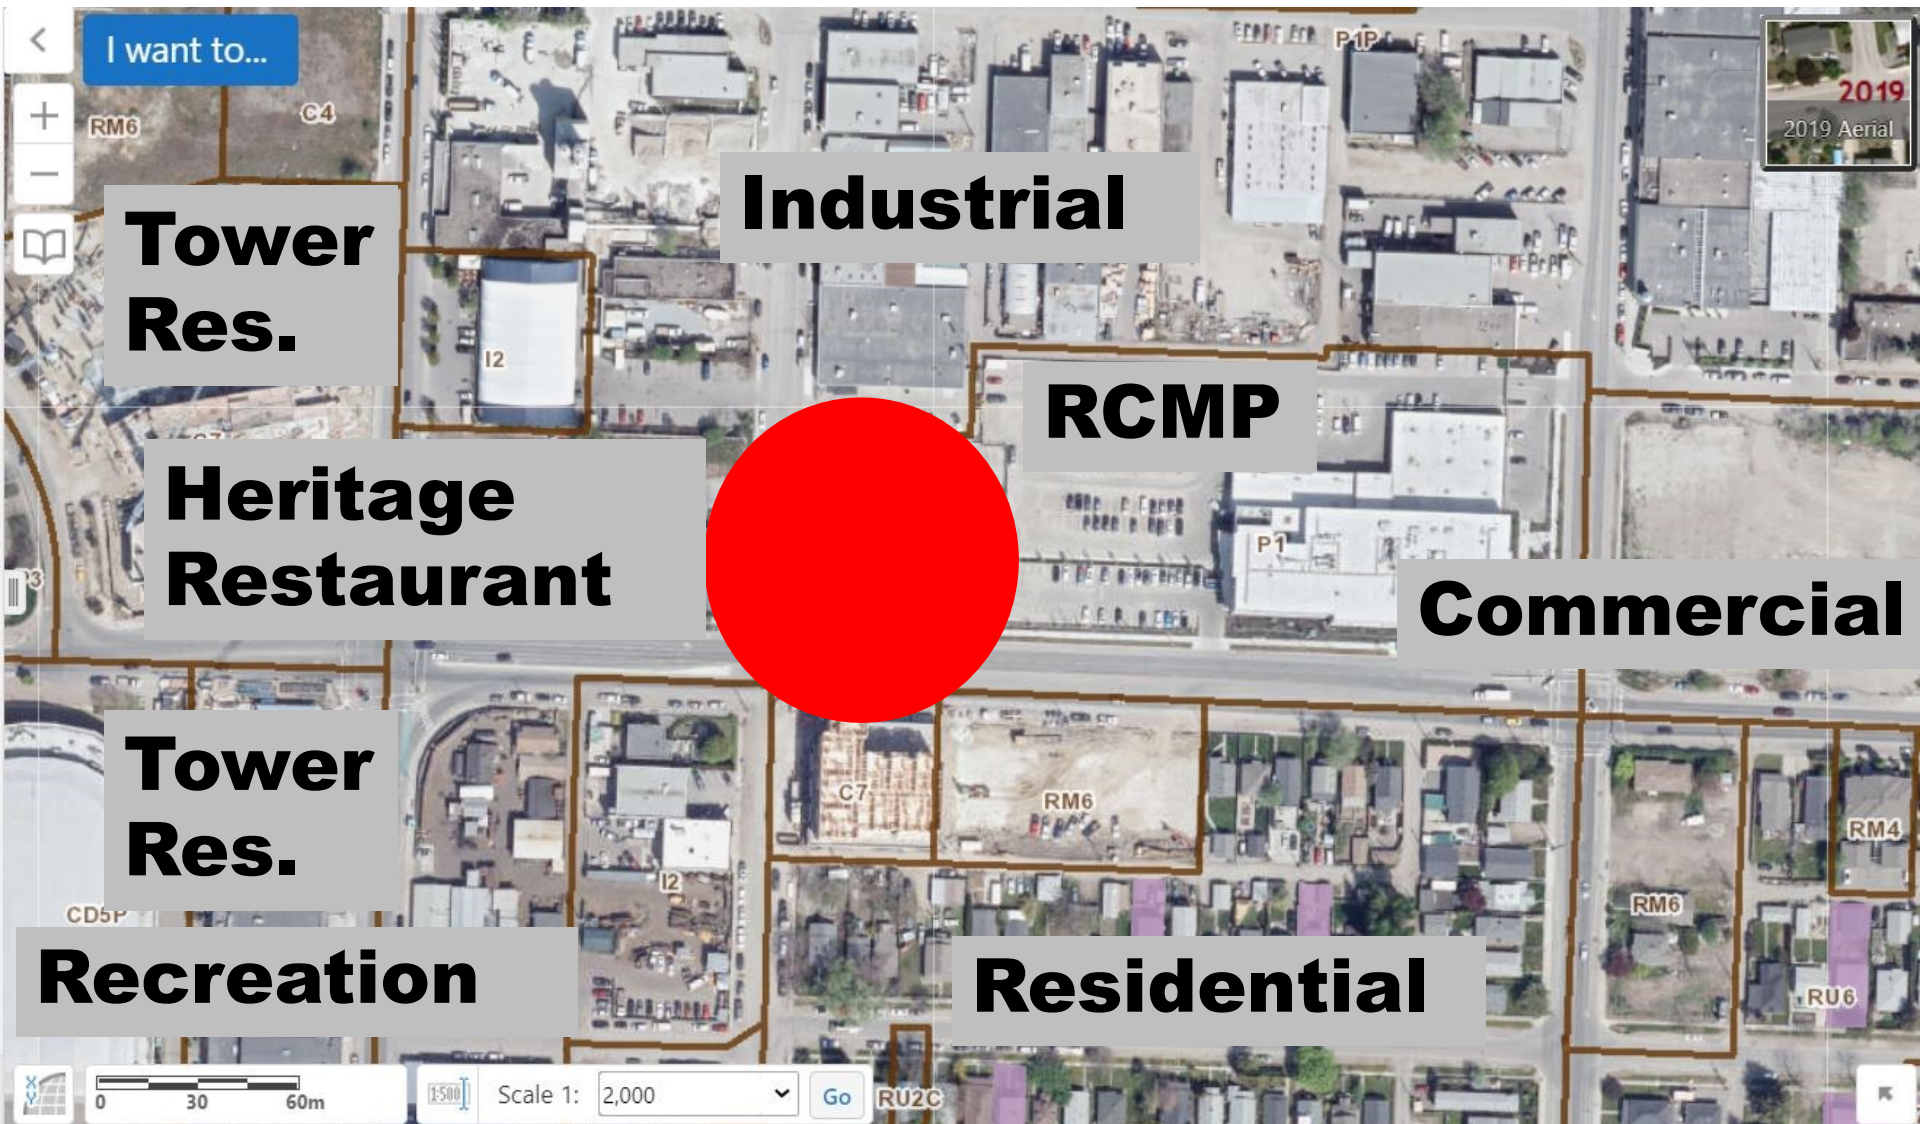 I want to...
RM6
C4
P1P
2019
2019 Aerial
Industrial
Tower
Res.
I2
RCMP
Heritage
Restaurant
P1
Commercial
Tower
Res.
C7
RM6
RM4
I2
CD5P
RM6
Recreation
Residential
RU6
0
30
60m
1:500
Scale 1:
2,000
Go
RU2C